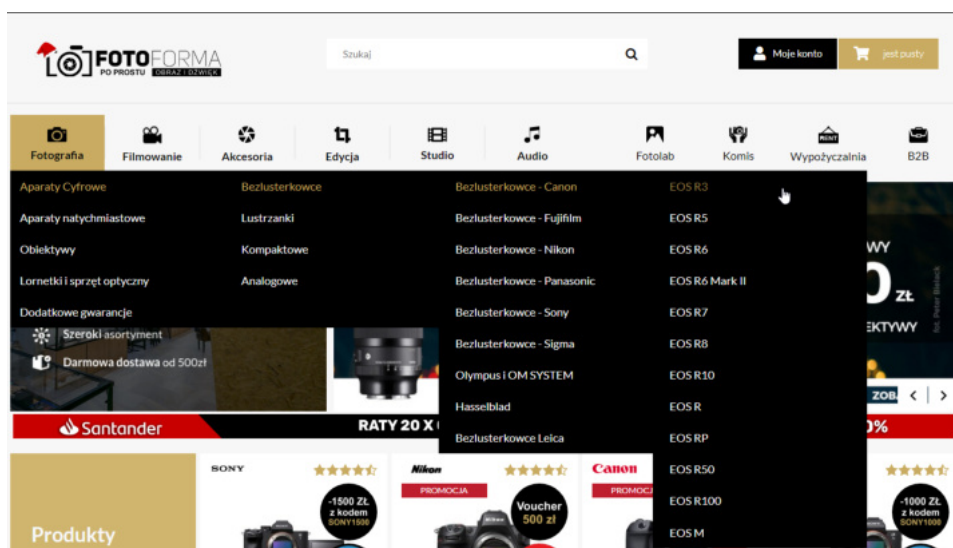 FOTOFORMA
PO PROSTU OBRAZ I DŹWIĘK
Szukaj
Moje konto
jest pusty
Fotografia
Filmowanie
Akcesoria
Edycja
Studio
Audio
Fotolab
Komis
RENT
Wypożyczalnia
B2B
Aparaty Cyfrowe
Aparaty natychmiastowe
Obiektywy
Lornetki i sprzęt optyczny
Dodatkowe gwarancje
Bezlusterkowce
Lustrzanki
Kompaktowe
Analogowe
Bezlusterkowce - Canon
Bezlusterkowce - Fujifilm
Bezlusterkowce - Nikon
Bezlusterkowce - Panasonic
Bezlusterkowce - Sony
Bezlusterkowce - Sigma
Olympus i OM SYSTEM
Hasselblad
Bezlusterkowce Leica
EOS R3
EOS R5
EOS R6
EOS R6 Mark II
EOS R7
EOS R8
EOS R10
EOS R
EOS RP
EOS R50
EOS R100
EOS M
WY
0 ZŁ
EKTYWY
fot. Peter Bielack
Szeroki asortyment
Darmowa dostawa od 500zł
ZOB
Santander
RATY 20 X
0%
Produkty
SONY
-1500 ZŁ
z kodem
SONY1500
Nikon
PROMOCJA
Voucher
500 zł
Canon
PROMOCJ
-1000 ZŁ
z kodem
SONY1000